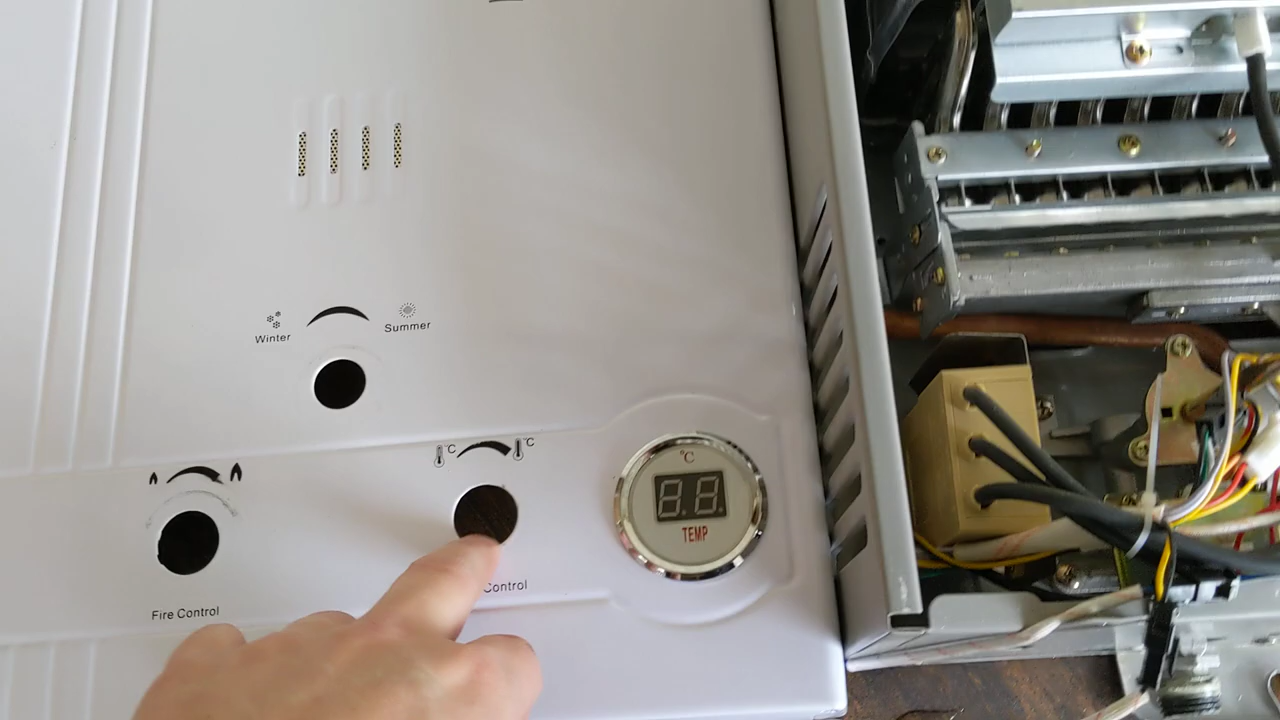 Winter
Summer
°C
°C
°C
8.8.
TEMP
Control
Fire Control